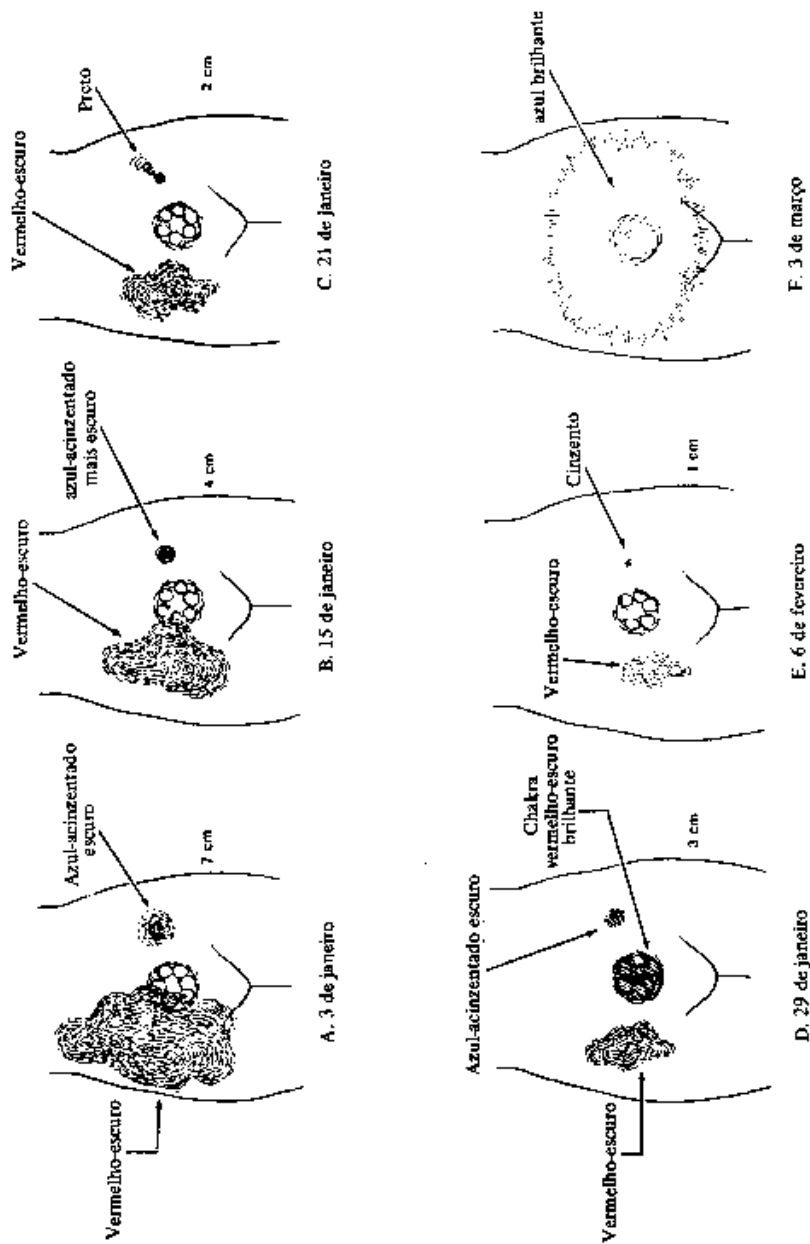 Vermelho-escuro
Azul-acinzentado
escuro
7 cm
A. 3 de janeiro
Vermelho-escuro
azul-acinzentado
mais escuro
4 cm
B. 15 de janeiro
Vermelho-escuro
Preto
2 cm
C. 21 de janeiro
Vermelho-escuro
Azul-acinzentado escuro
Chakra
vermelho-escuro
brilhante
3 cm
D. 29 de janeiro
Vermelho-escuro
Cinzento
1 cm
E. 6 de fevereiro
azul brilhante
F. 3 de março